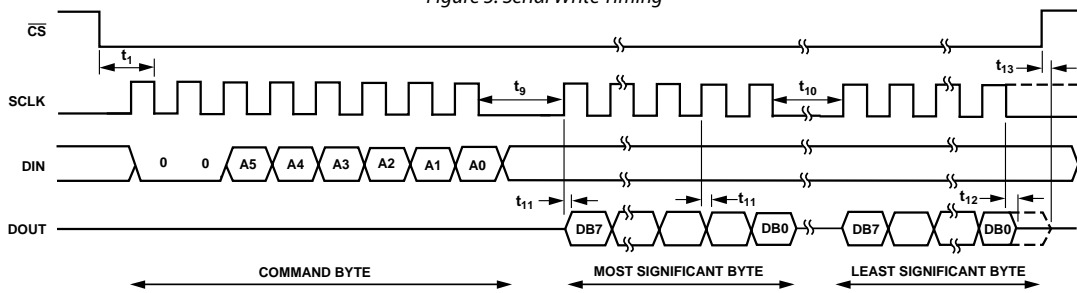 Figure 3. Serial Write Timing
CS
t1
t13
SCLK
t9
t10
DIN
0 0 A5 A4 A3 A2 A1 A0
t11
t11
t12
DOUT
DB7 DB0 DB7 DB0
COMMAND BYTE MOST SIGNIFICANT BYTE LEAST SIGNIFICANT BYTE